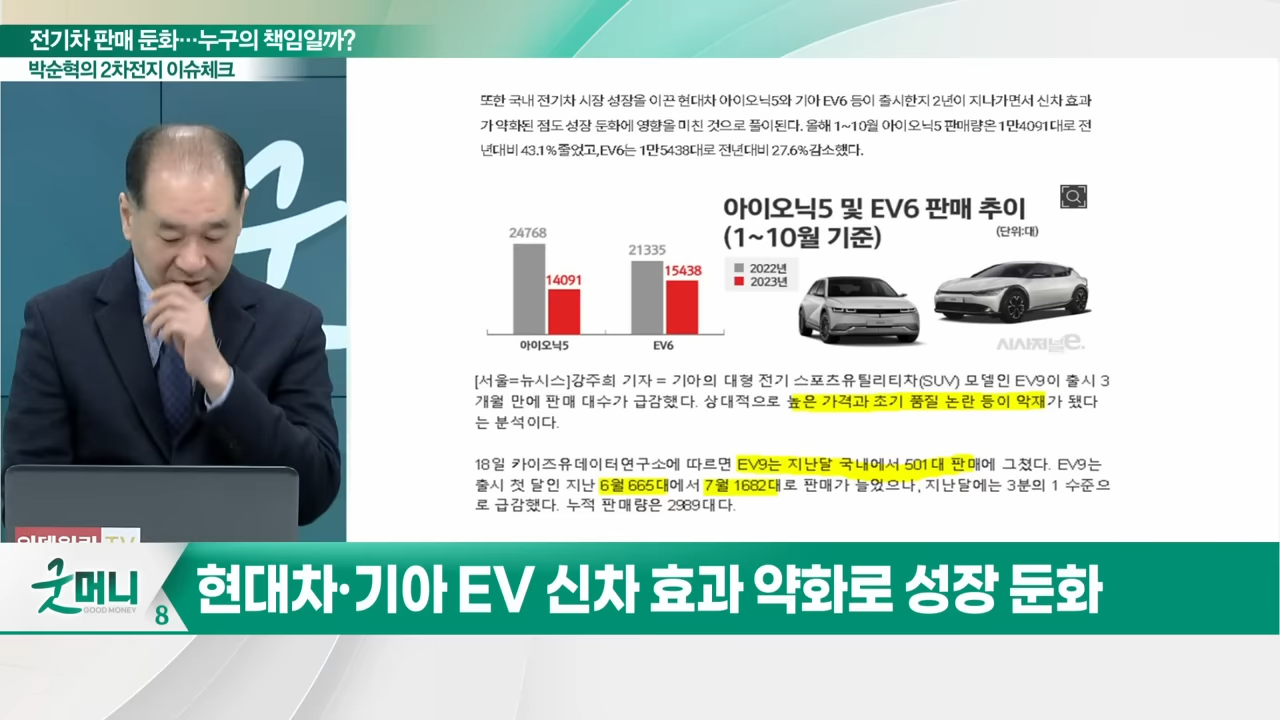 전기차 판매 둔화…누구의 책임일까?
박순혁의 2차전지 이슈체크
또한 국내 전기차 시장 성장을 이끈 현대차 아이오닉5와 기아 EV6 등이 출시한지 2년이 지나가면서 신차 효과
가 약화된 점도 성장 둔화에 영향을 미친 것으로 풀이된다. 올해 1~10월 아이오닉5 판매량은 1만4091대로 전
년대비 43.1% 줄었고, EV6는 1만5438대로 전년대비 27.6% 감소했다.
아이오닉5 및 EV6 판매 추이
(1~10월 기준)
(단위:대)
2022년
2023년
24768
14091
21335
15438
아이오닉5
EV6
시사저널e.
[서울=뉴시스]강주희 기자 = 기아의 대형 전기 스포츠유틸리티차(SUV) 모델인 EV9이 출시 3
개월 만에 판매 대수가 급감했다. 상대적으로 높은 가격과 초기 품질 논란 등이 악재가 됐다
는 분석이다.
18일 카이즈유데이터연구소에 따르면 EV9는 지난달 국내에서 501대 판매에 그쳤다. EV9는
출시 첫 달인 지난 6월 665대에서 7월 1682대로 판매가 늘었으나, 지난달에는 3분의 1 수준으
로 급감했다. 누적 판매량은 2989대다.
이데일리 TV
굿머니
GOOD MONEY
8
현대차·기아 EV 신차 효과 약화로 성장 둔화